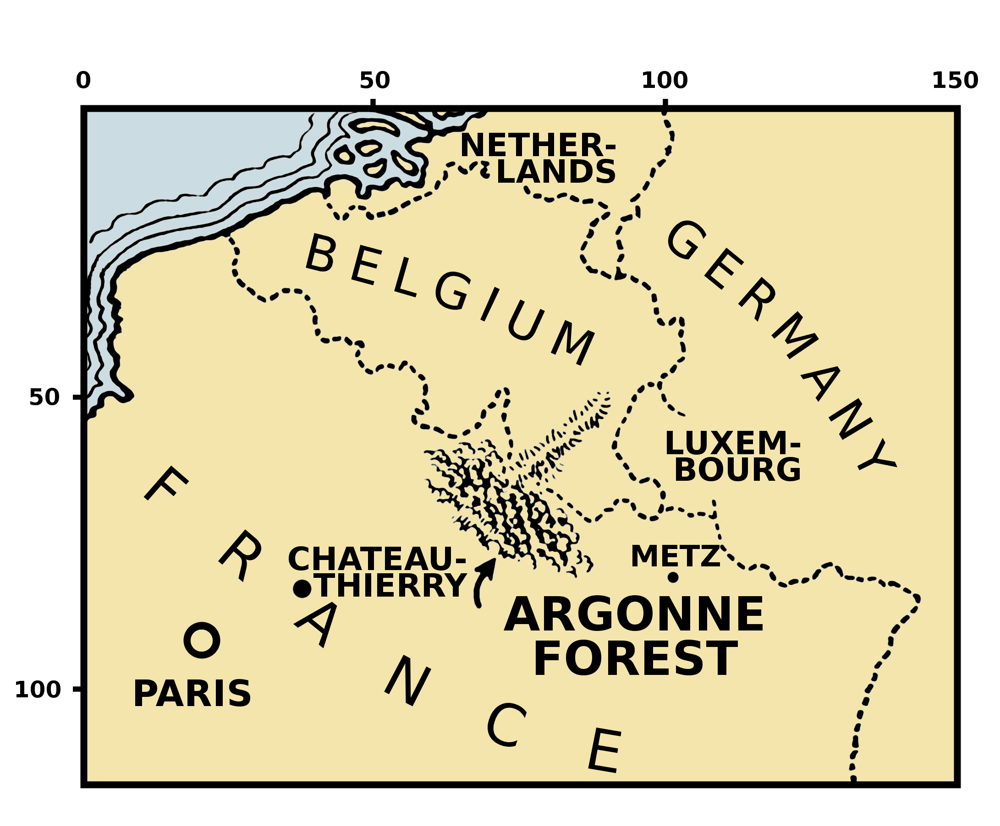 0 50 100 150
NETHER-
LANDS
BELGIUM
GERMANY
50
LUXEM-
BOURG
FRANCE
CHATEAU-
THIERRY
METZ
ARGONNE
FOREST
PARIS
100